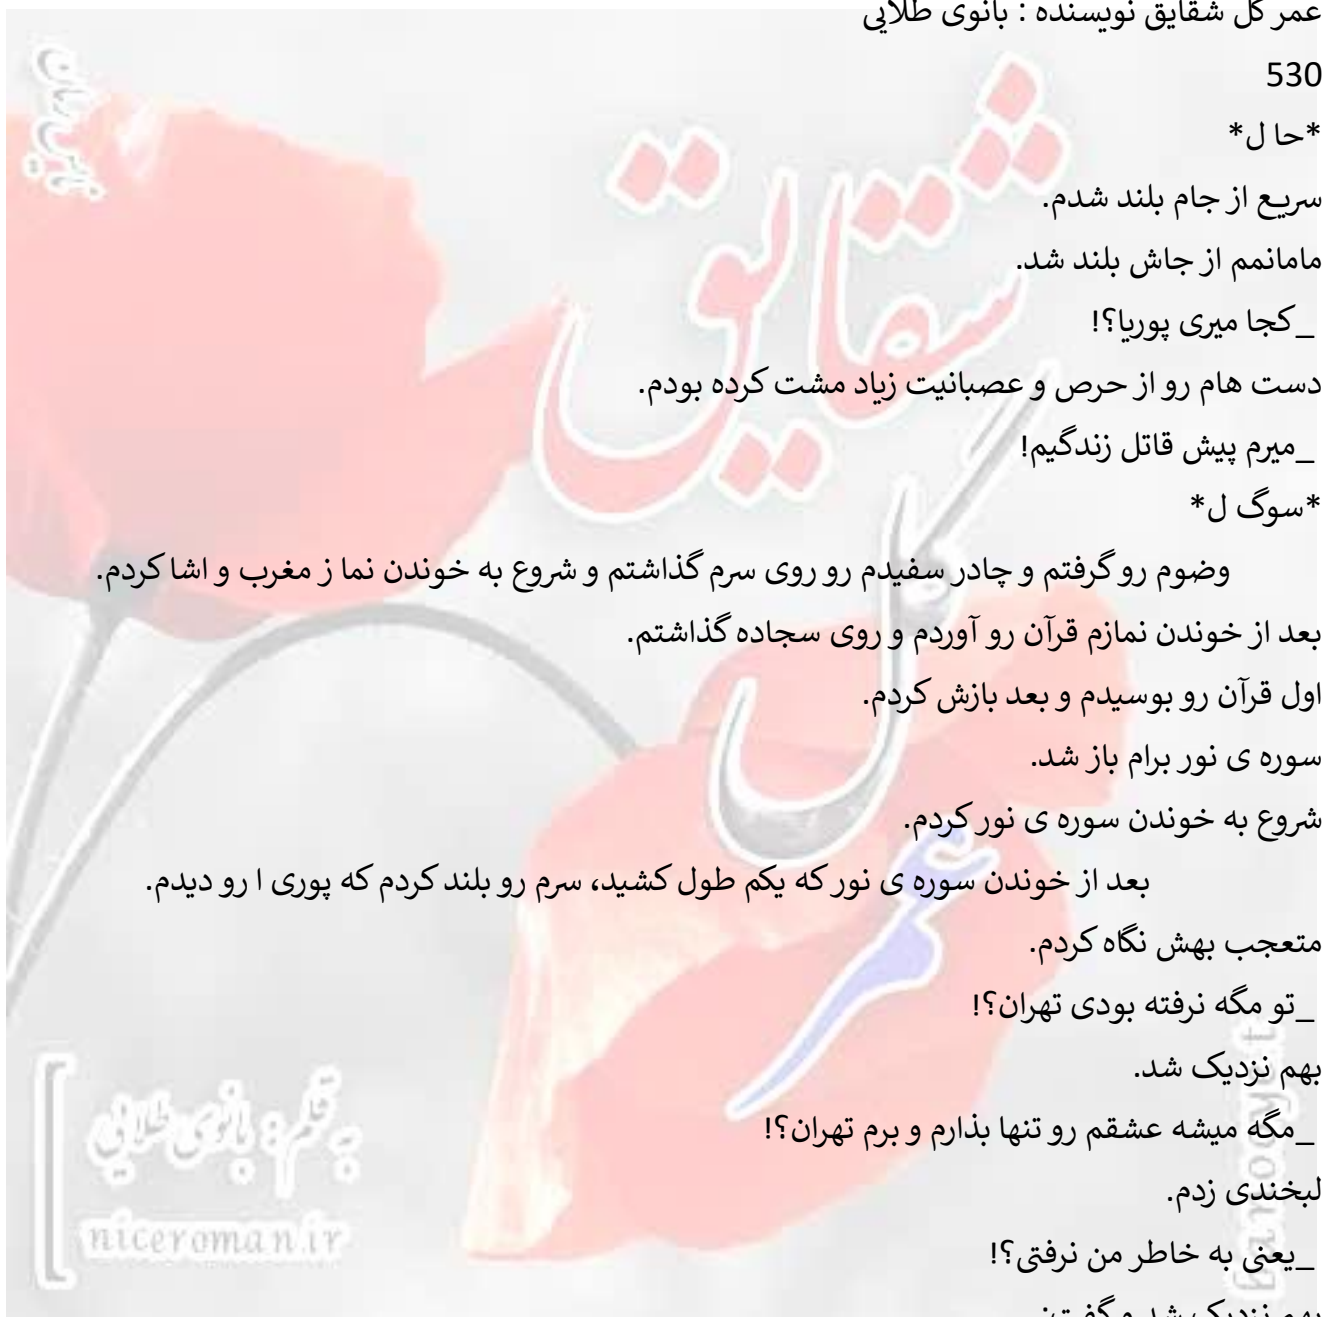 عمر گل شقایق نویسنده : بانوی طلایی
530
*حا ل*
سریع از جام بلند شدم.
مامانمم از جاش بلند شد.
_کجا میری پوریا؟!
دست هام رو از حرص و عصبانیت زیاد مشت کرده بودم.
_میرم پیش قاتل زندگیم!
*سوگ ل*
وضوم رو گرفتم و چادر سفیدم رو روی سرم گذاشتم و شروع به خوندن نما ز مغرب و اشا کردم.
بعد از خوندن نمازم قرآن رو آوردم و روی سجاده گذاشتم.
اول قرآن رو بوسیدم و بعد بازش کردم.
سوره ی نور برام باز شد.
شروع به خوندن سوره ی نور کردم.
بعد از خوندن سوره ی نور که یکم طول کشید، سرم رو بلند کردم که پوری ا رو دیدم.
متعجب بهش نگاه کردم.
_تو مگه نرفته بودی تهران؟!
بهم نزدیک شد.
_مگه میشه عشقم رو تنها بذارم و برم تهران؟!
لبخندی زدم.
_یعنی به خاطر من نرفتی؟!
بهم نزدیک شد و گفت:
شقایق
گل
عمر
به قلم: بانوی طلایی
niceroman.ir